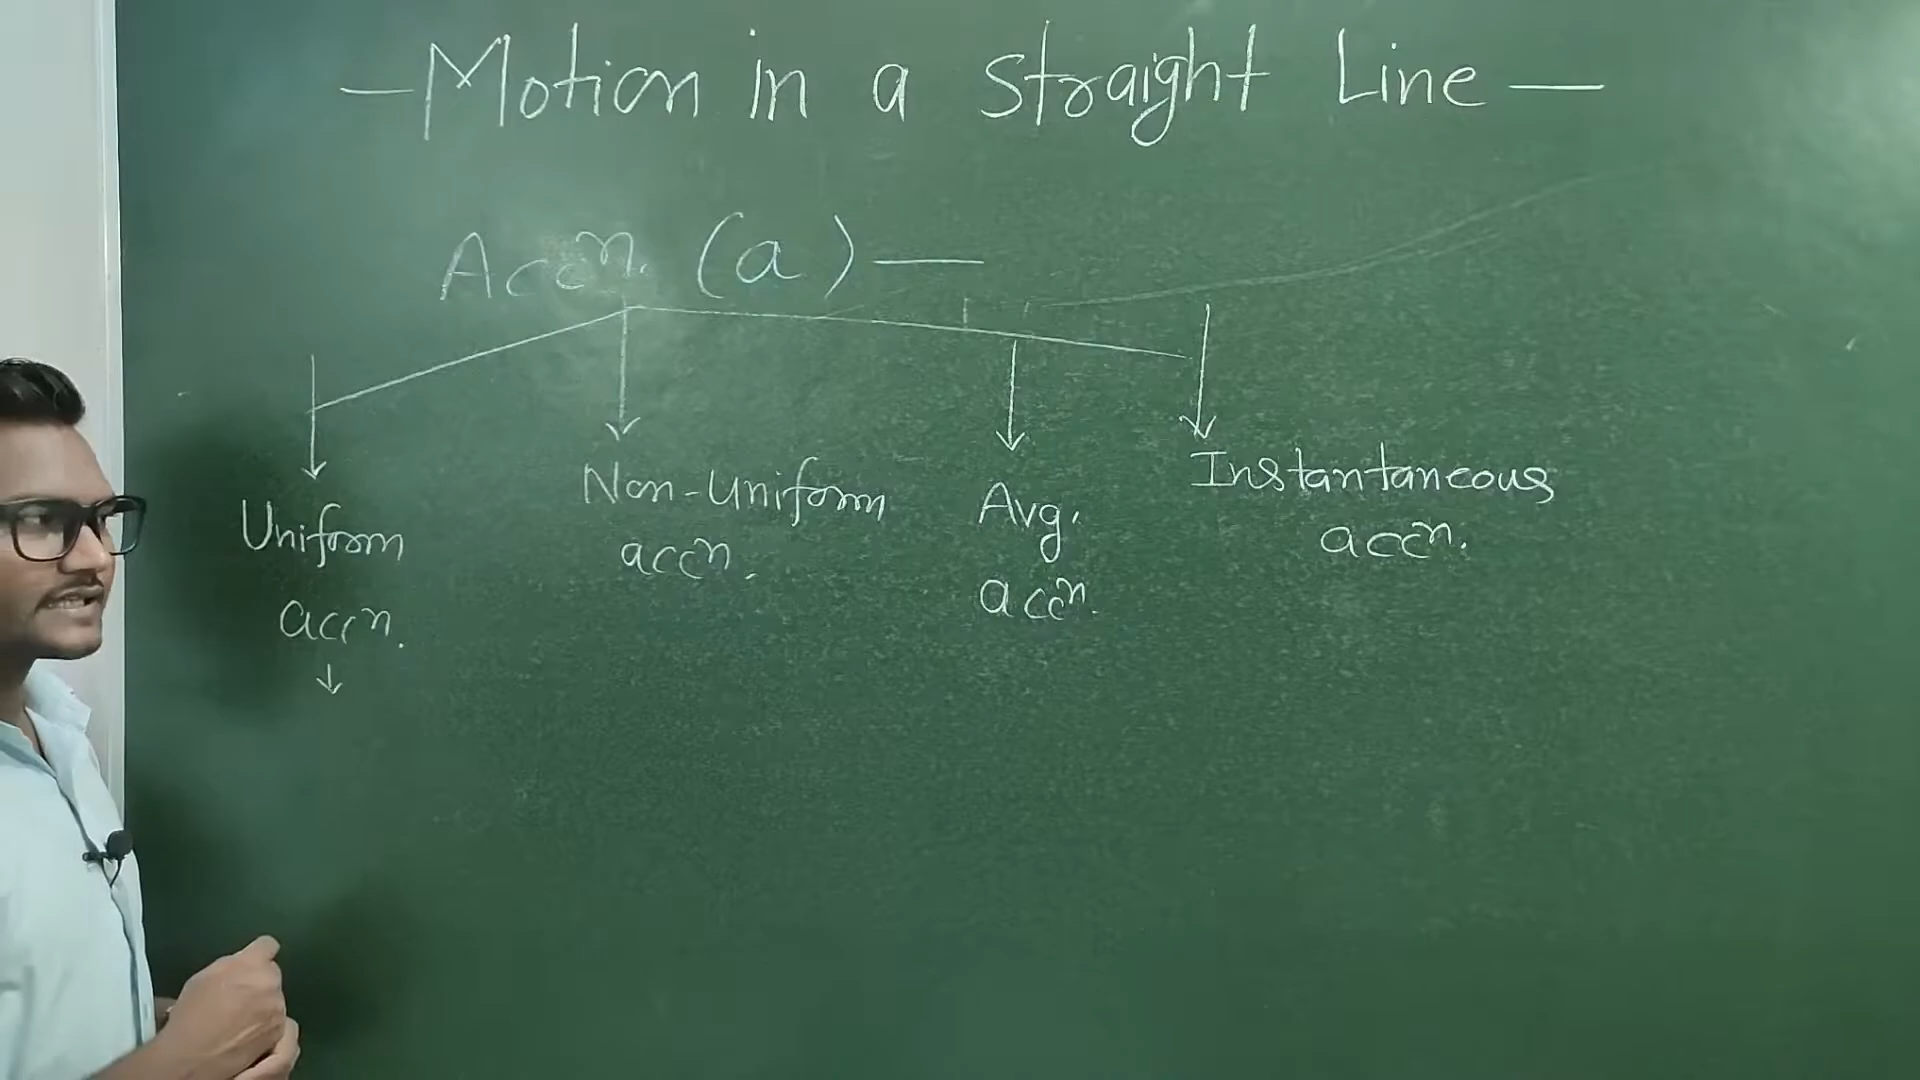 — Motion in a Straight Line —
Accⁿ. (a) —
Uniform
accⁿ.
Non-Uniform
accⁿ.
Avg.
accⁿ.
Instantaneous
accⁿ.